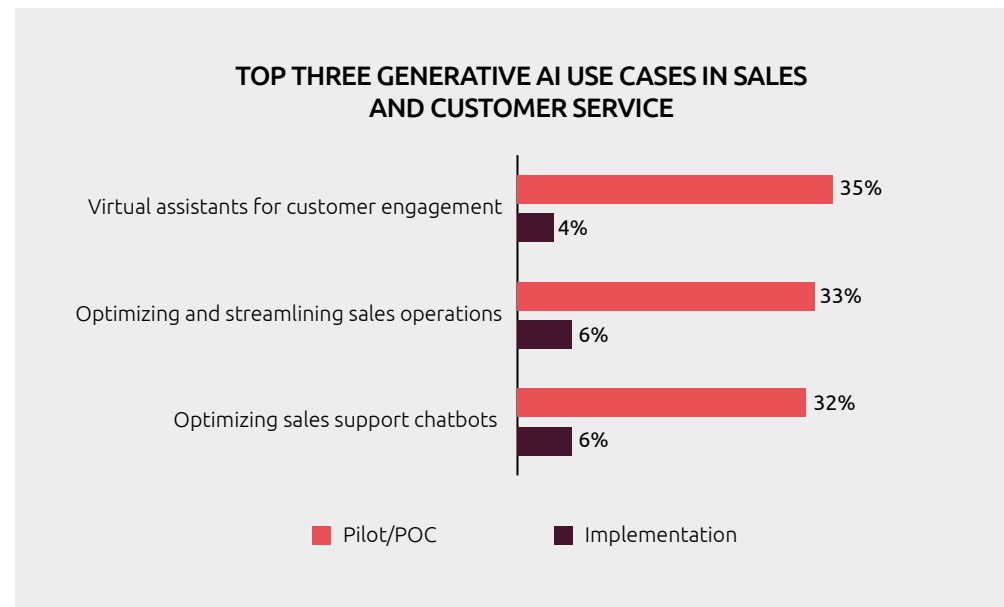 TOP THREE GENERATIVE AI USE CASES IN SALES
AND CUSTOMER SERVICE
Virtual assistants for customer engagement
35%
4%
Optimizing and streamlining sales operations
33%
6%
Optimizing sales support chatbots
32%
6%
Pilot/POC
Implementation